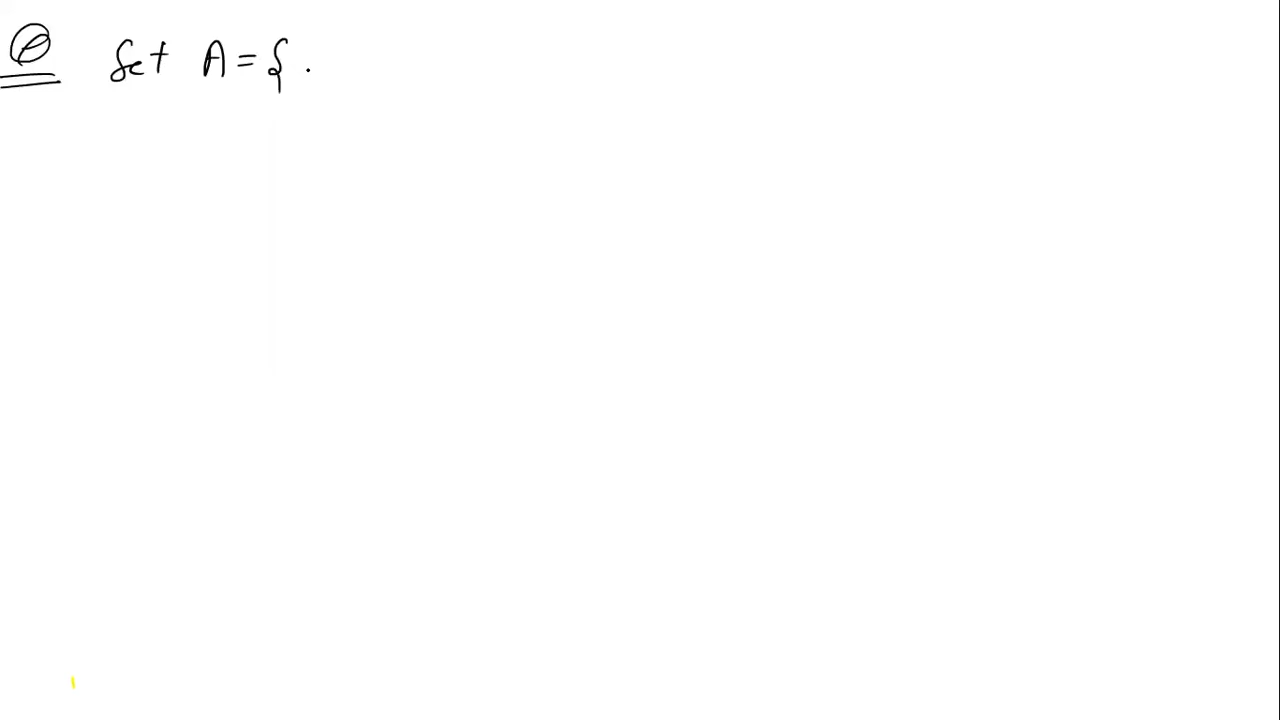 Q Set A = { .